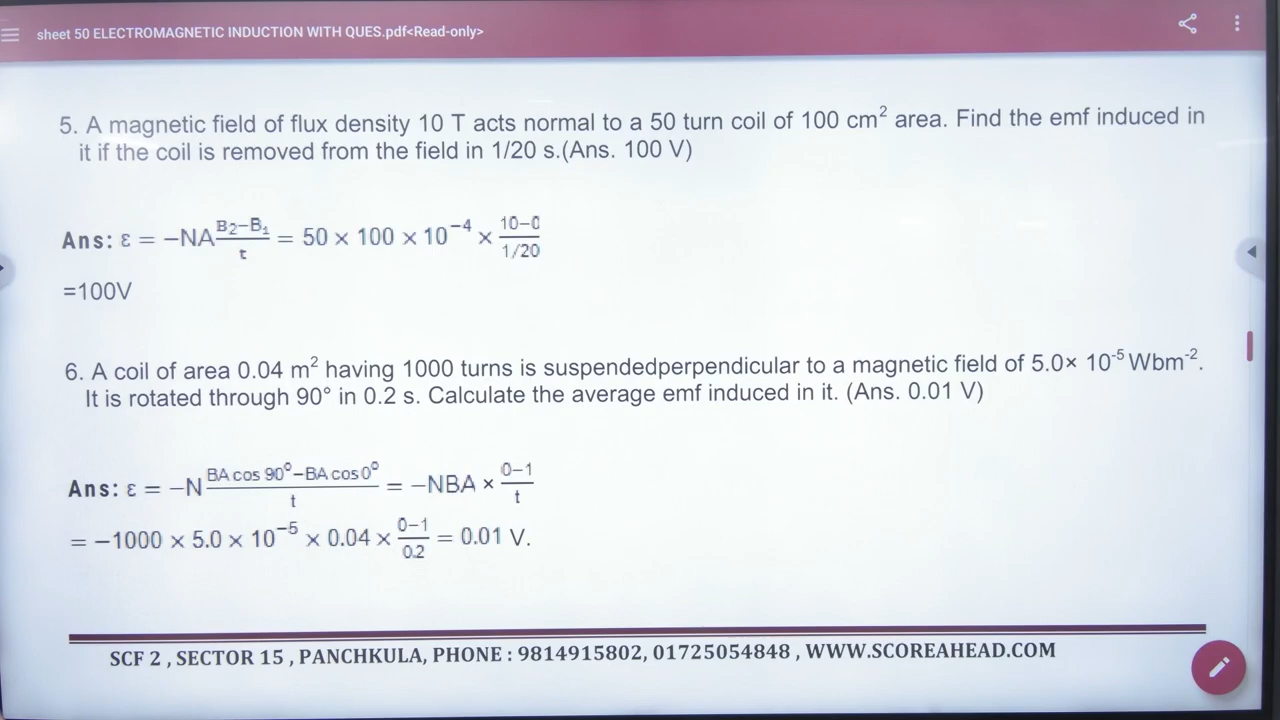 sheet 50 ELECTROMAGNETIC INDUCTION WITH QUES.pdf<Read-only>
5. A magnetic field of flux density 10 T acts normal to a 50 turn coil of 100 cm² area. Find the emf induced in
it if the coil is removed from the field in 1/20 s.(Ans. 100 V)
Ans: ε = −NA (B₂−B₁)/t = 50 × 100 × 10⁻⁴ × (10−0)/(1/20)
=100V
6. A coil of area 0.04 m² having 1000 turns is suspendedperpendicular to a magnetic field of 5.0× 10⁻⁵ Wbm⁻².
It is rotated through 90° in 0.2 s. Calculate the average emf induced in it. (Ans. 0.01 V)
Ans: ε = −N (BA cos 90° − BA cos 0°)/t = −NBA × (0−1)/t
= −1000 × 5.0 × 10⁻⁵ × 0.04 × (0−1)/0.2 = 0.01 V.
SCF 2 , SECTOR 15 , PANCHKULA, PHONE : 9814915802, 01725054848 , WWW.SCOREAHEAD.COM